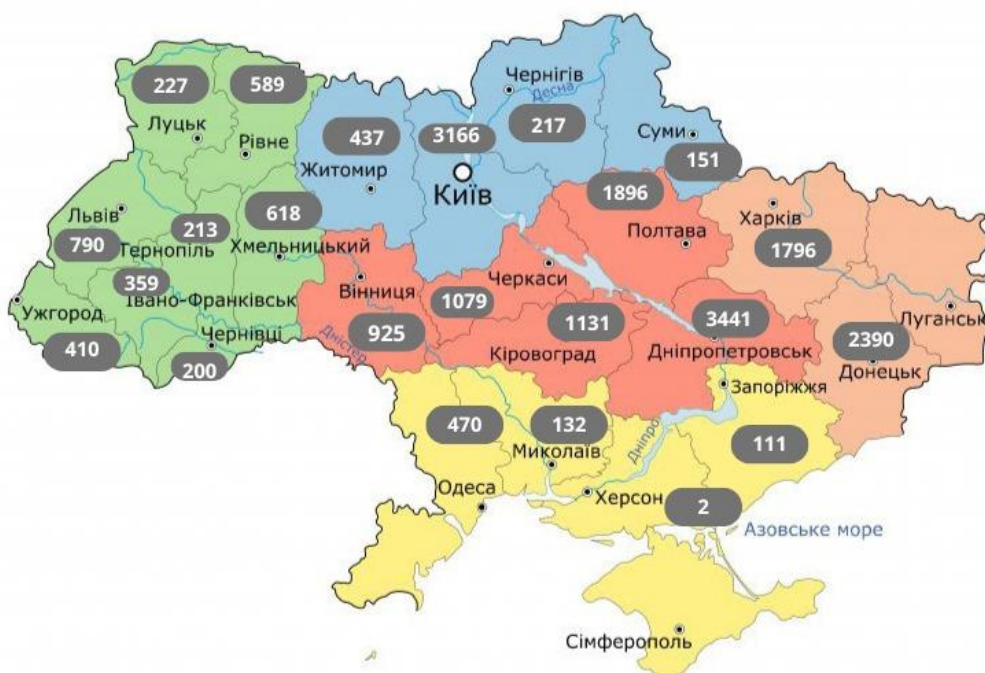 227
589
Луцьк
Рівне
437
Житомир
3166
Київ
Чернігів
Десна
217
Суми
151
Львів
790
213
Тернопіль
618
Хмельницький
359
Івано-Франківськ
Ужгород
410
Чернівці
200
1896
Полтава
Харків
1796
Черкаси
Вінниця
1079
925
Дністер
1131
Кіровоград
3441
Дніпропетровськ
2390
Луганськ
Донецьк
Запоріжжя
470
132
Миколаїв
Дніпро
111
Одеса
Херсон
2
Азовське море
Сімферополь